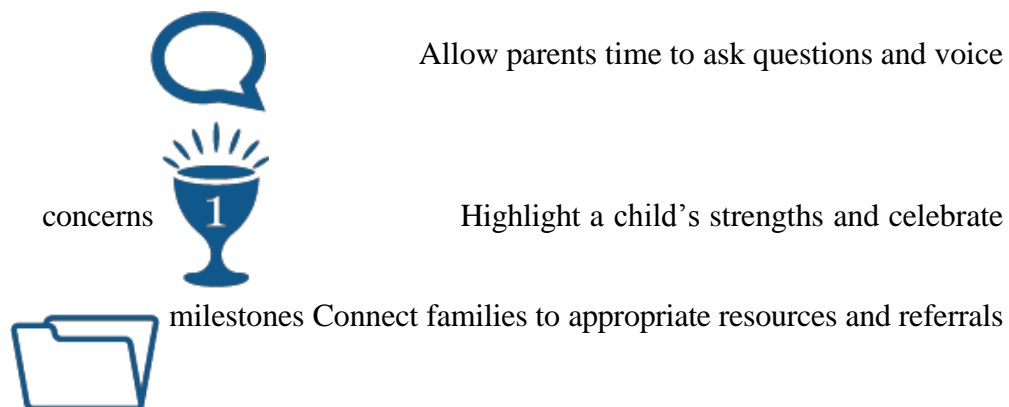 Allow parents time to ask questions and voice
concerns 1 Highlight a child’s strengths and celebrate
milestones Connect families to appropriate resources and referrals